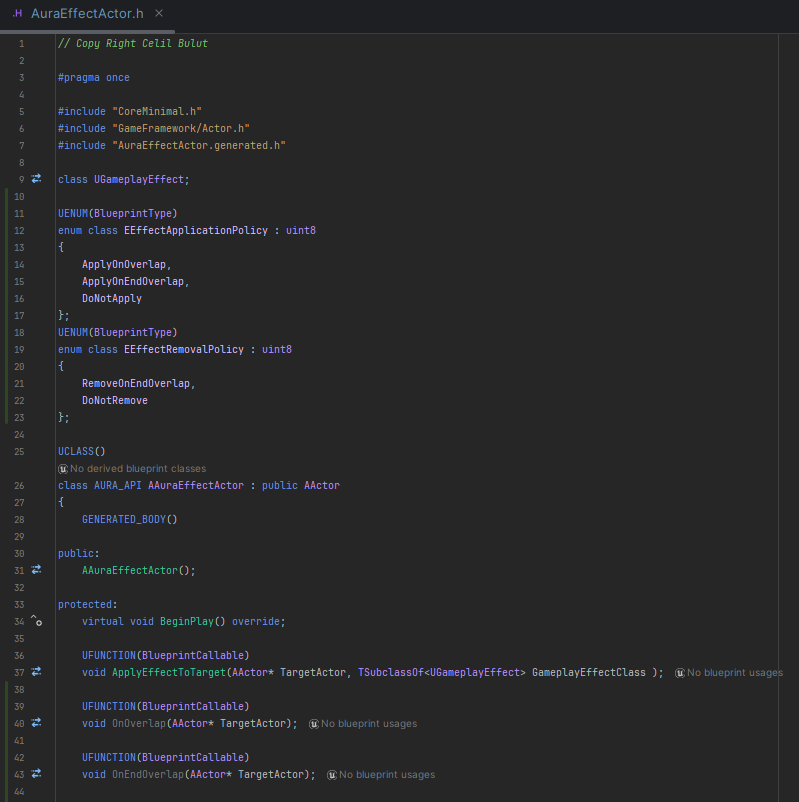 .H AuraEffectActor.h ×
1 // Copy Right Celil Bulut
2
3 #pragma once
4
5 #include "CoreMinimal.h"
6 #include "GameFramework/Actor.h"
7 #include "AuraEffectActor.generated.h"
8
9 class UGameplayEffect;
10
11 UENUM(BlueprintType)
12 enum class EEffectApplicationPolicy : uint8
13 {
14     ApplyOnOverlap,
15     ApplyOnEndOverlap,
16     DoNotApply
17 };
18 UENUM(BlueprintType)
19 enum class EEffectRemovalPolicy : uint8
20 {
21     RemoveOnEndOverlap,
22     DoNotRemove
23 };
24
25 UCLASS()
No derived blueprint classes
26 class AURA_API AAuraEffectActor : public AActor
27 {
28     GENERATED_BODY()
29
30 public:
31     AAuraEffectActor();
32
33 protected:
34     virtual void BeginPlay() override;
35
36     UFUNCTION(BlueprintCallable)
37     void ApplyEffectToTarget(AActor* TargetActor, TSubclassOf<UGameplayEffect> GameplayEffectClass ); No blueprint usages
38
39     UFUNCTION(BlueprintCallable)
40     void OnOverlap(AActor* TargetActor); No blueprint usages
41
42     UFUNCTION(BlueprintCallable)
43     void OnEndOverlap(AActor* TargetActor); No blueprint usages
44